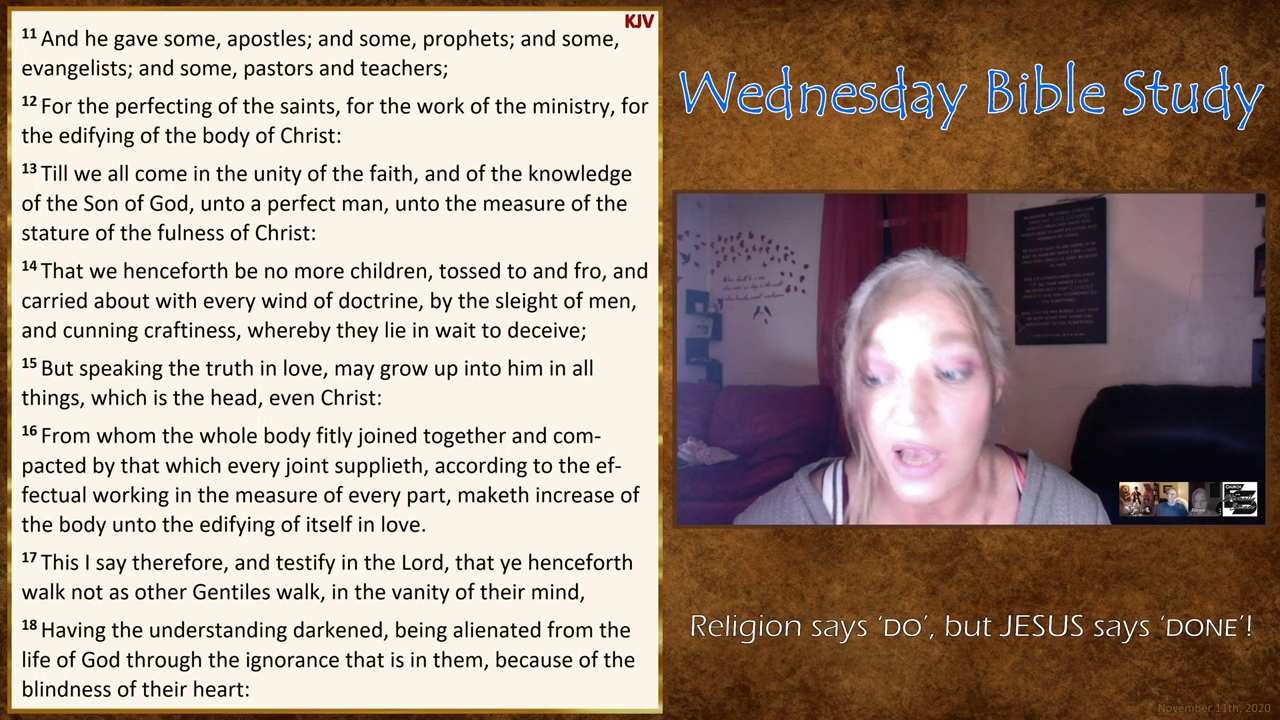 KJV
11 And he gave some, apostles; and some, prophets; and some,
evangelists; and some, pastors and teachers;
12 For the perfecting of the saints, for the work of the ministry, for
the edifying of the body of Christ:
13 Till we all come in the unity of the faith, and of the knowledge
of the Son of God, unto a perfect man, unto the measure of the
stature of the fulness of Christ:
14 That we henceforth be no more children, tossed to and fro, and
carried about with every wind of doctrine, by the sleight of men,
and cunning craftiness, whereby they lie in wait to deceive;
15 But speaking the truth in love, may grow up into him in all
things, which is the head, even Christ:
16 From whom the whole body fitly joined together and com-
pacted by that which every joint supplieth, according to the ef-
fectual working in the measure of every part, maketh increase of
the body unto the edifying of itself in love.
17 This I say therefore, and testify in the Lord, that ye henceforth
walk not as other Gentiles walk, in the vanity of their mind,
18 Having the understanding darkened, being alienated from the
life of God through the ignorance that is in them, because of the
blindness of their heart:
Wednesday Bible Study
CHURCH
Religion says ‘DO’, but JESUS says ‘DONE’!
November 11th, 2020